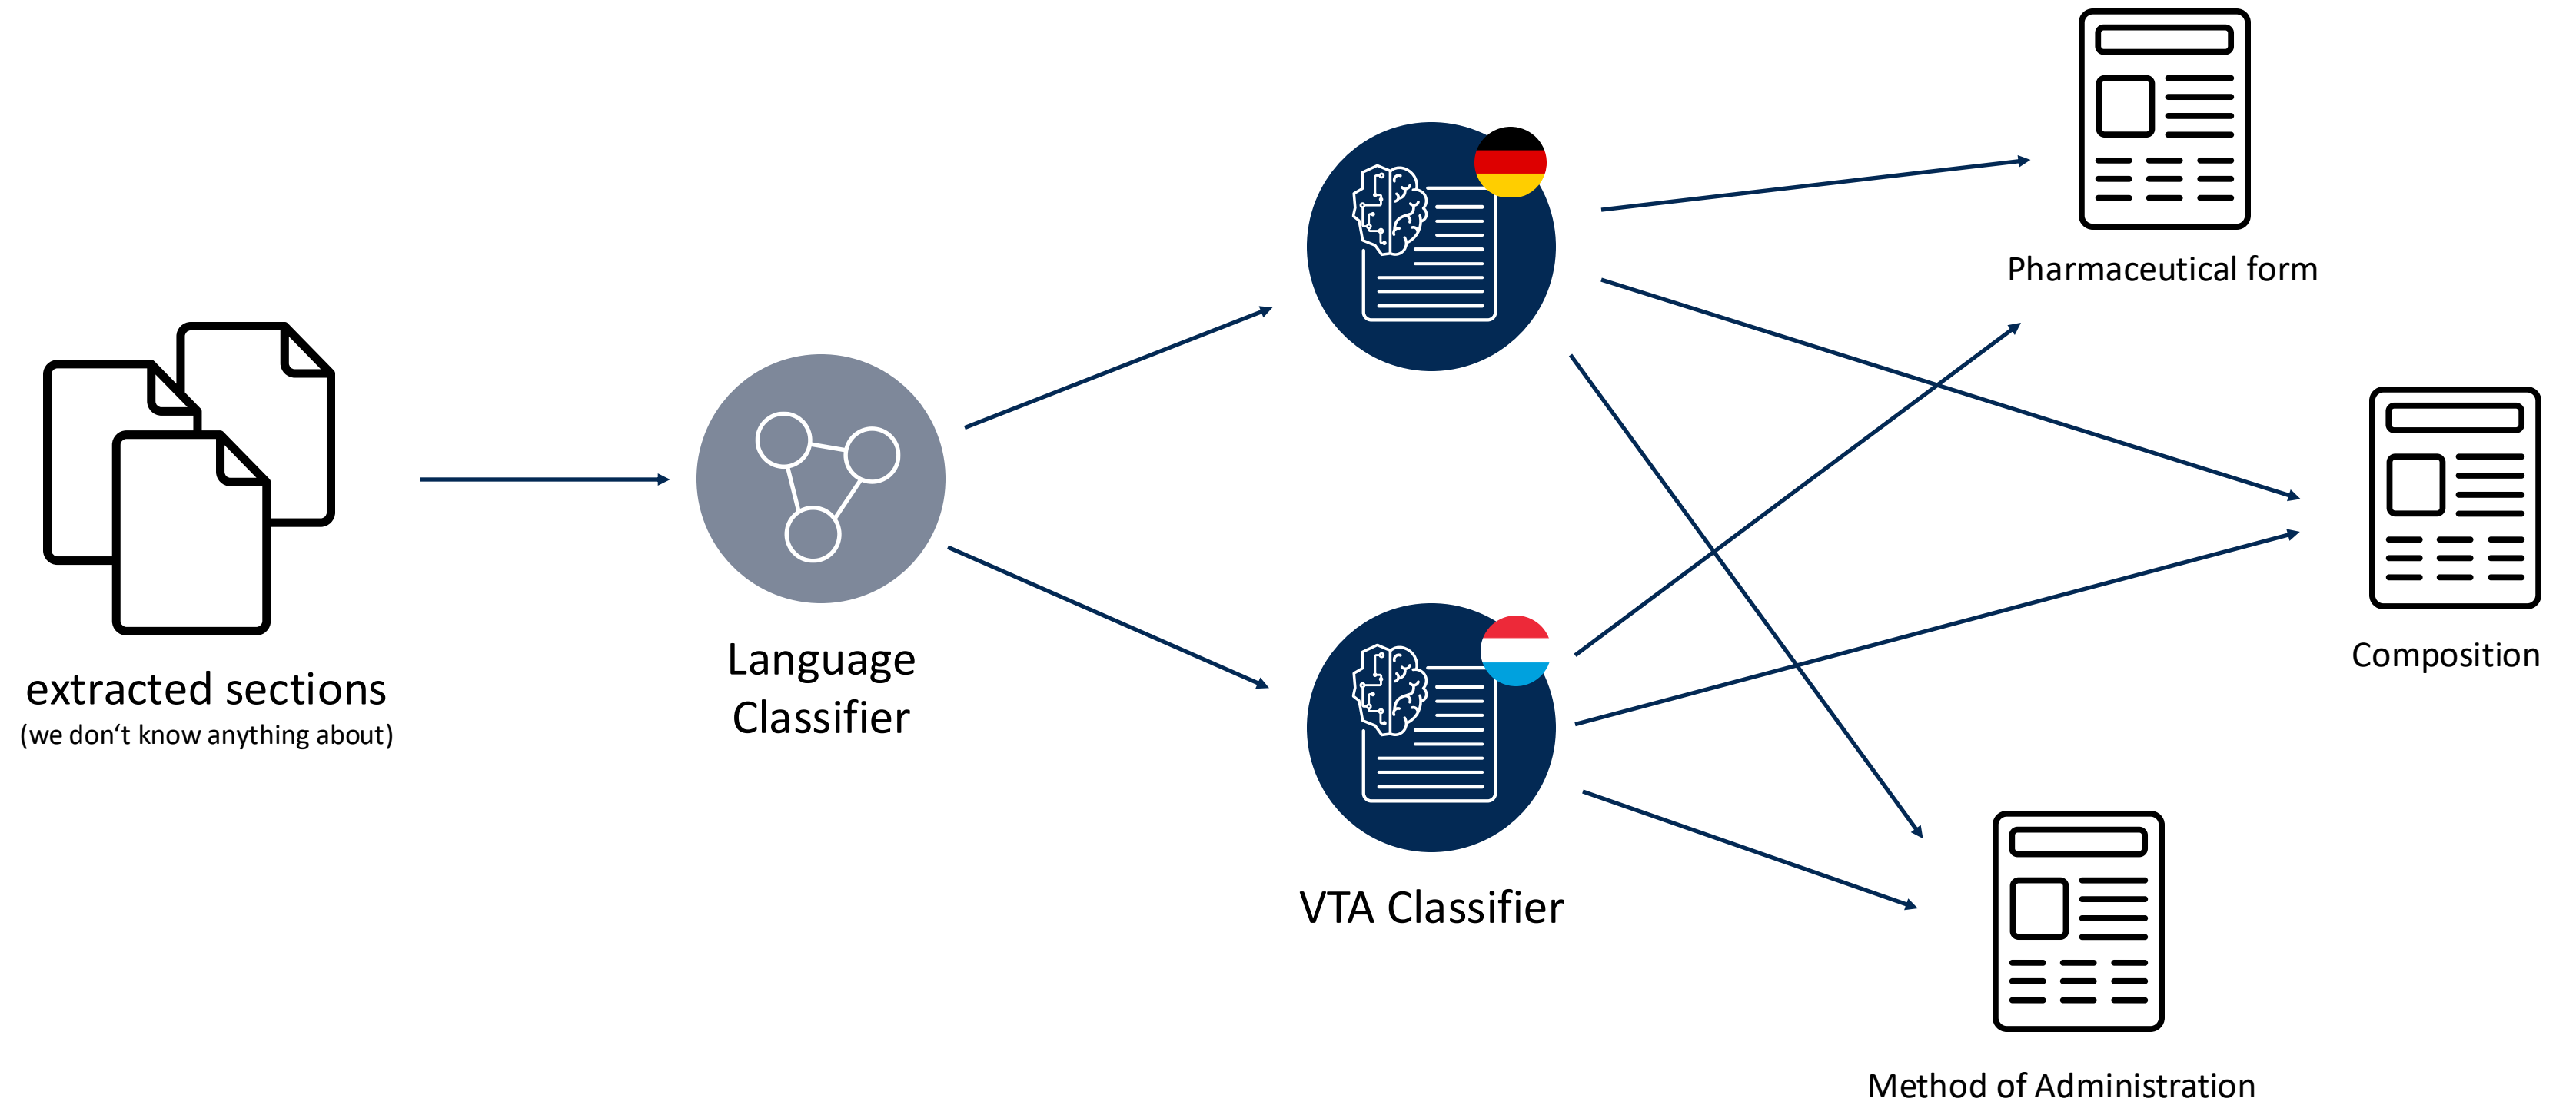 extracted sections
(we don‘t know anything about)
Language
Classifier
VTA Classifier
Pharmaceutical form
Composition
Method of Administration